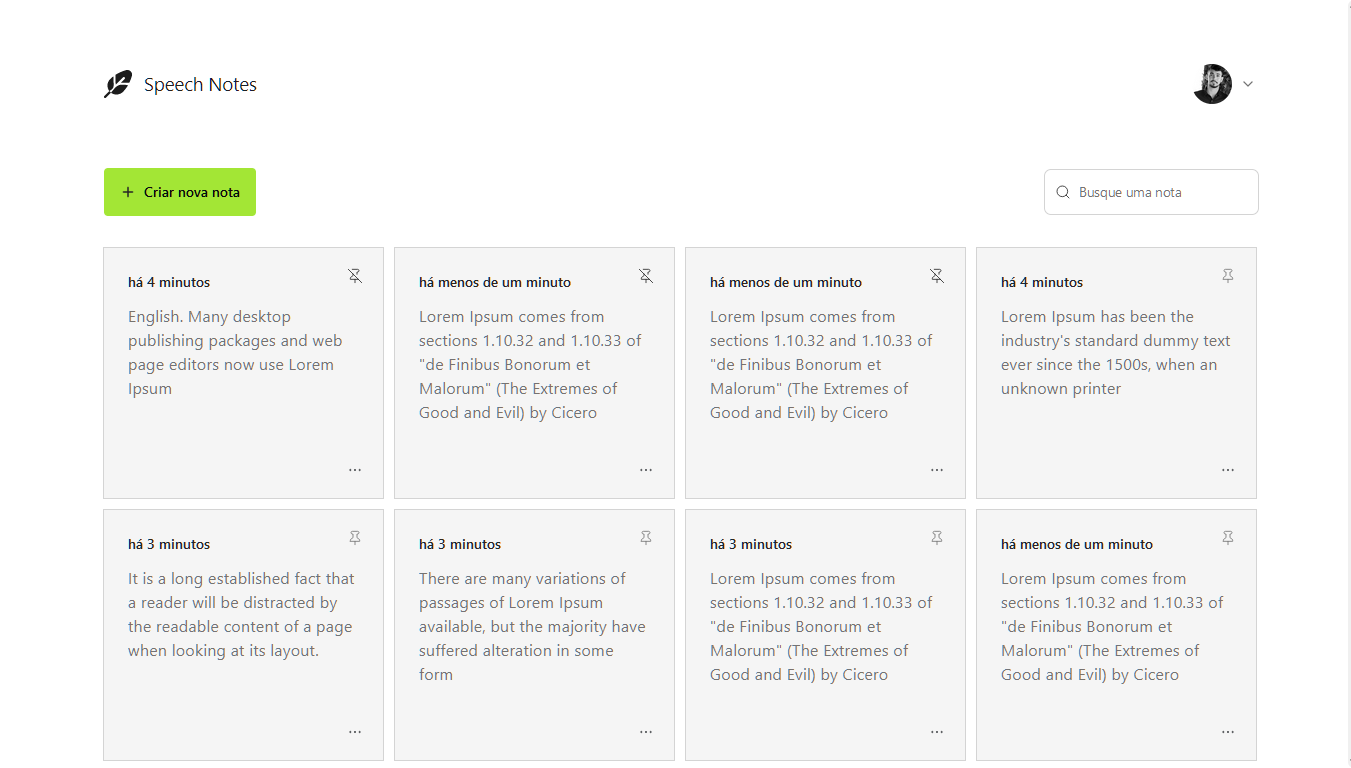 Speech Notes
Criar nova nota
Busque uma nota
há 4 minutos
English. Many desktop
publishing packages and web
page editors now use Lorem
Ipsum
...
há menos de um minuto
Lorem Ipsum comes from
sections 1.10.32 and 1.10.33 of
"de Finibus Bonorum et
Malorum" (The Extremes of
Good and Evil) by Cicero
...
há menos de um minuto
Lorem Ipsum comes from
sections 1.10.32 and 1.10.33 of
"de Finibus Bonorum et
Malorum" (The Extremes of
Good and Evil) by Cicero
...
há 4 minutos
Lorem Ipsum has been the
industry's standard dummy text
ever since the 1500s, when an
unknown printer
...
há 3 minutos
It is a long established fact that
a reader will be distracted by
the readable content of a page
when looking at its layout.
...
há 3 minutos
There are many variations of
passages of Lorem Ipsum
available, but the majority have
suffered alteration in some
form
...
há 3 minutos
Lorem Ipsum comes from
sections 1.10.32 and 1.10.33 of
"de Finibus Bonorum et
Malorum" (The Extremes of
Good and Evil) by Cicero
...
há menos de um minuto
Lorem Ipsum comes from
sections 1.10.32 and 1.10.33 of
"de Finibus Bonorum et
Malorum" (The Extremes of
Good and Evil) by Cicero
...